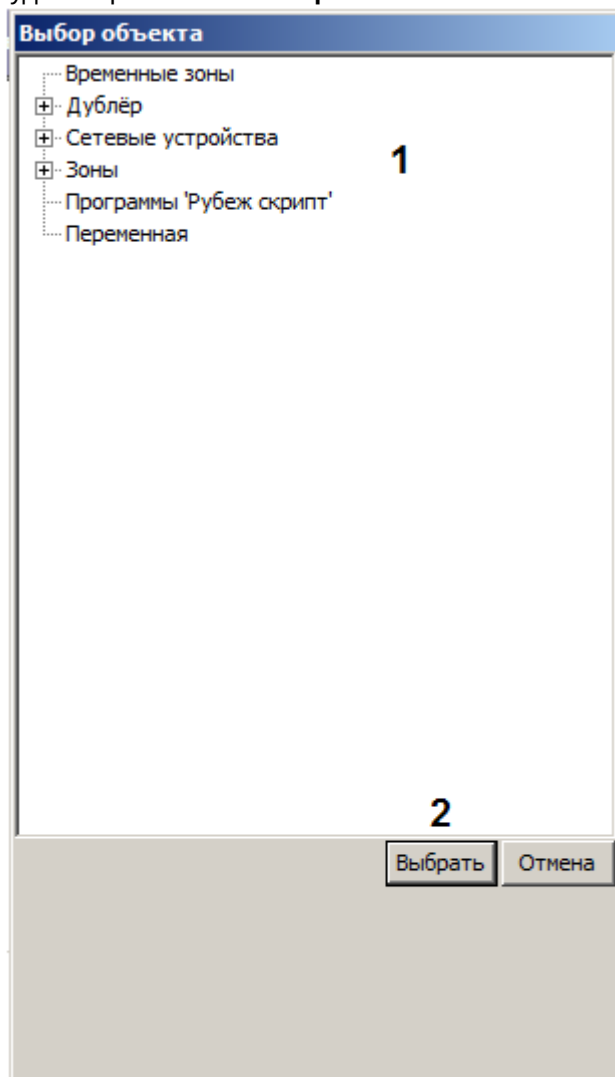 Выбор объекта
Временные зоны
Дублёр
Сетевые устройства
Зоны
1
Программы 'Рубеж скрипт'
Переменная
2
Выбрать Отмена